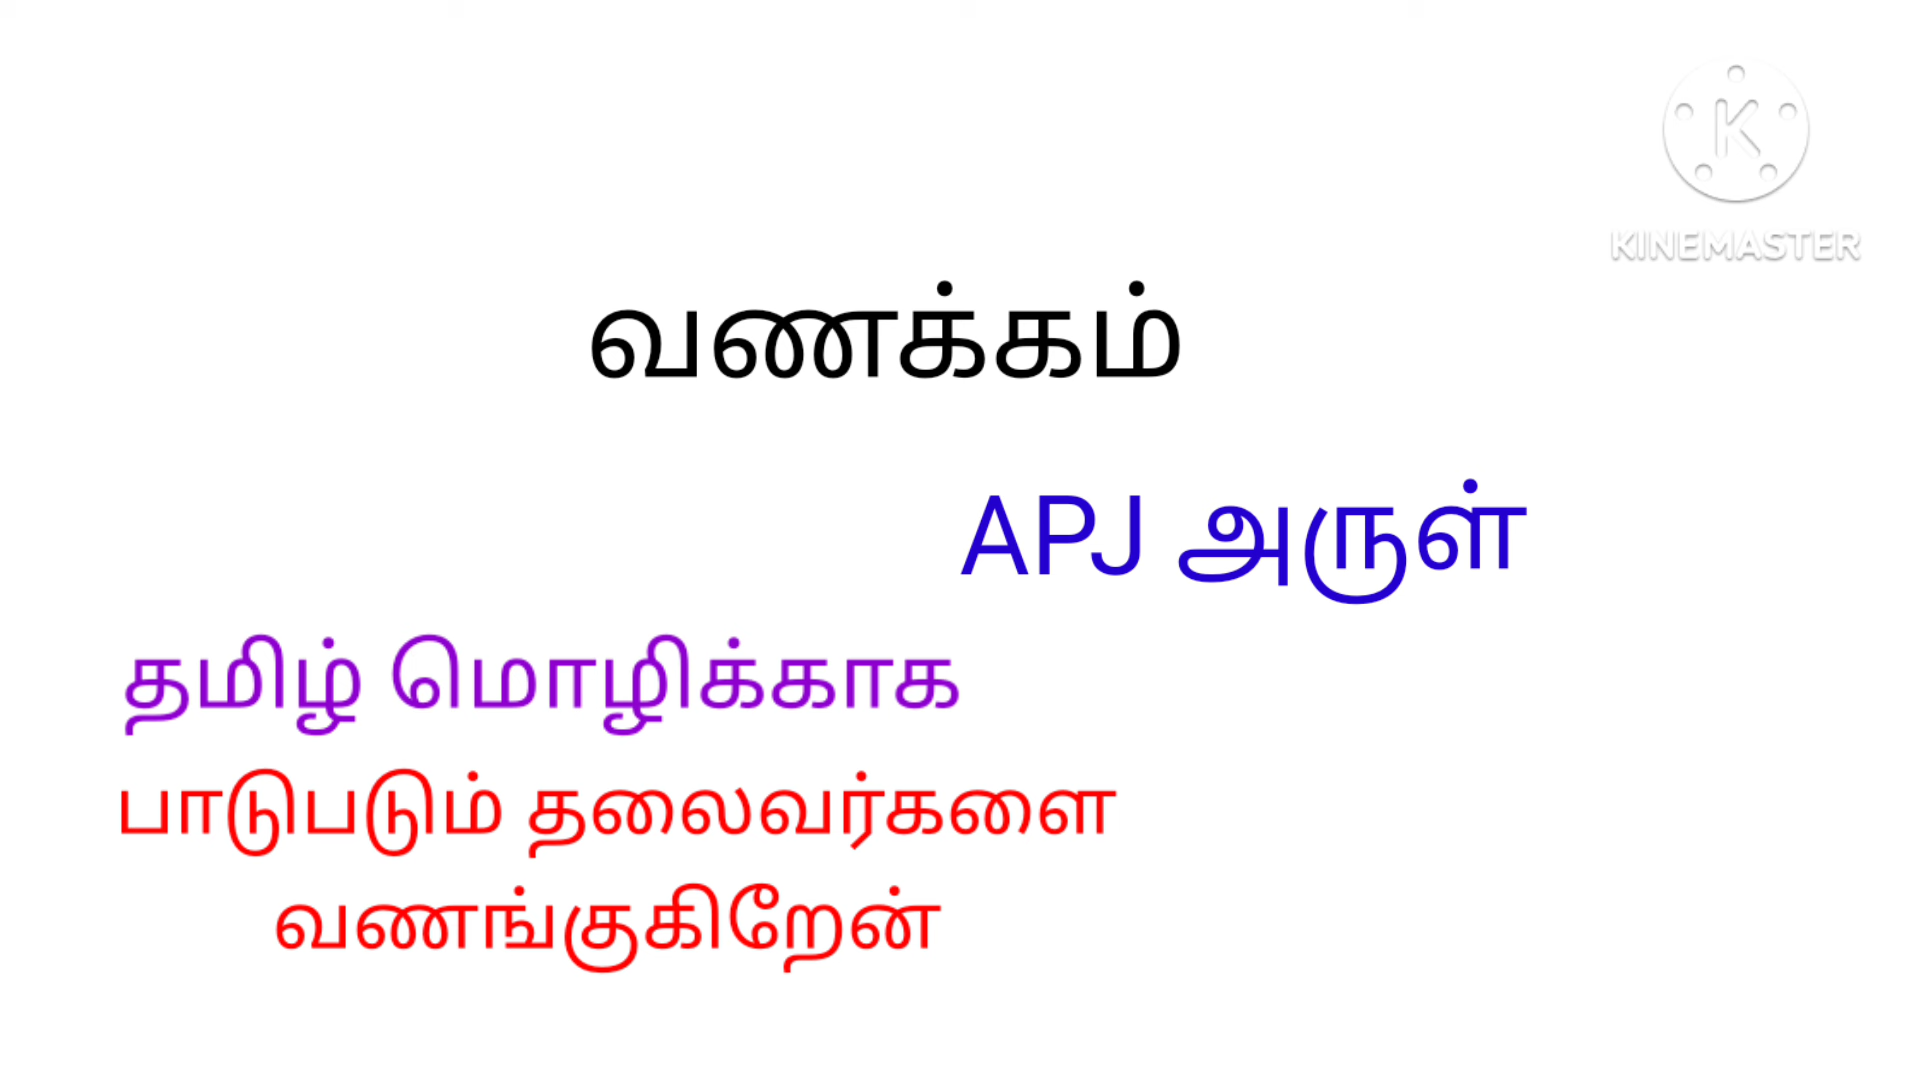 K
KINEMASTER
வணக்கம்
APJ அருள்
தமிழ் மொழிக்காக
பாடுபடும் தலைவர்களை
வணங்குகிறேன்